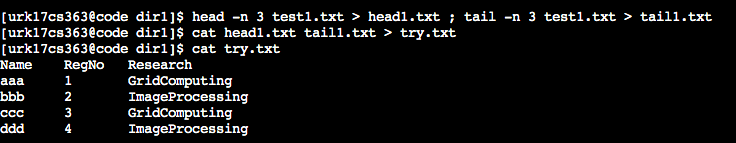 [urk17cs363@code dir1]$ head -n 3 test1.txt > head1.txt ; tail -n 3 test1.txt > tail1.txt
[urk17cs363@code dir1]$ cat head1.txt tail1.txt > try.txt
[urk17cs363@code dir1]$ cat try.txt
Name    RegNo   Research
aaa     1       GridComputing
bbb     2       ImageProcessing
ccc     3       GridComputing
ddd     4       ImageProcessing